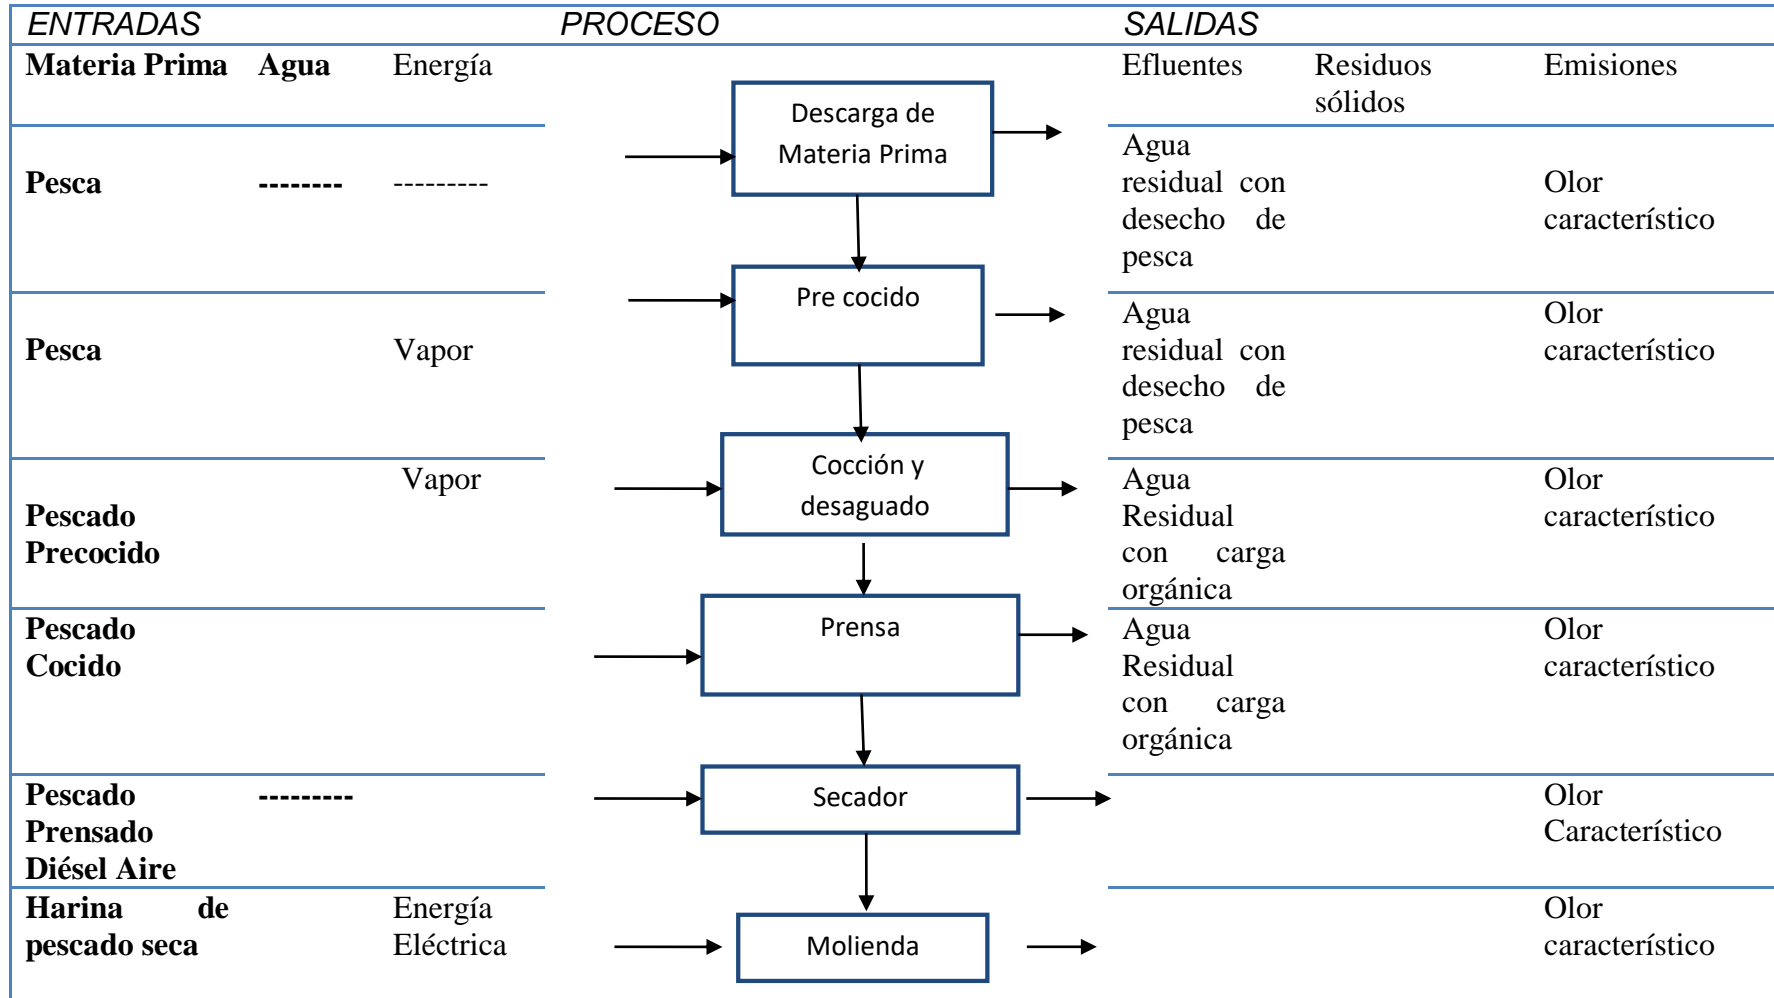 ENTRADAS PROCESO SALIDAS
Materia Prima Agua Energía Efluentes Residuos sólidos Emisiones
Descarga de
Materia Prima
Pesca -------- ---------
Agua
residual con
desecho de
pesca
Olor
característico
Pre cocido
Pesca Vapor
Agua
residual con
desecho de
pesca
Olor
característico
Pescado
Precocido
Vapor
Cocción y
desaguado
Agua
Residual
con carga
orgánica
Olor
característico
Pescado
Cocido
Prensa
Agua
Residual
con carga
orgánica
Olor
característico
Pescado
Prensado
Diésel Aire
---------
Secador
Olor
Característico
Harina de
pescado seca
Energía
Eléctrica
Molienda
Olor
característico